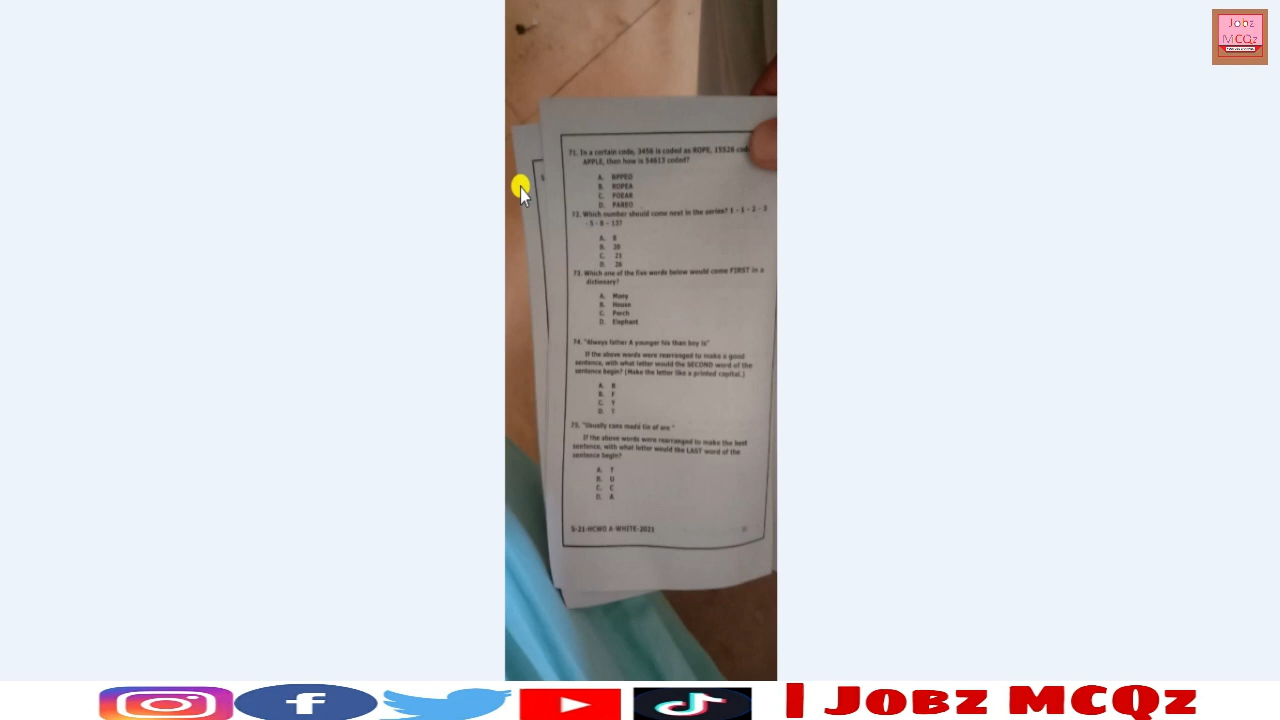 Jobz
MCQz
71. In a certain code, 3456 is coded as ROPE, 15526 cod
APPLE, then how is 54613 coded?
A. RPPEO
B. ROPEA
C. POEAR
D. PAREO
72. Which number should come next in the series? 1 - 1 - 2 - 3
- 5 - 8 - 13?
A. 8
B. 20
C. 21
D. 26
73. Which one of the five words below would come FIRST in a
dictionary?
A. Many
B. House
C. Porch
D. Elephant
74. "Always father A younger his than boy is"
If the above words were rearranged to make a good
sentence, with what letter would the SECOND word of the
sentence begin? (Make the letter like a printed capital.)
A. B
B. F
C. Y
D. T
75. "Usually cans made tin of are "
If the above words were rearranged to make the best
sentence, with what letter would the LAST word of the
sentence begin?
A. T
B. U
C. C
D. A
S-21-HCWO A-WHITE-2021
| Jobz MCQz